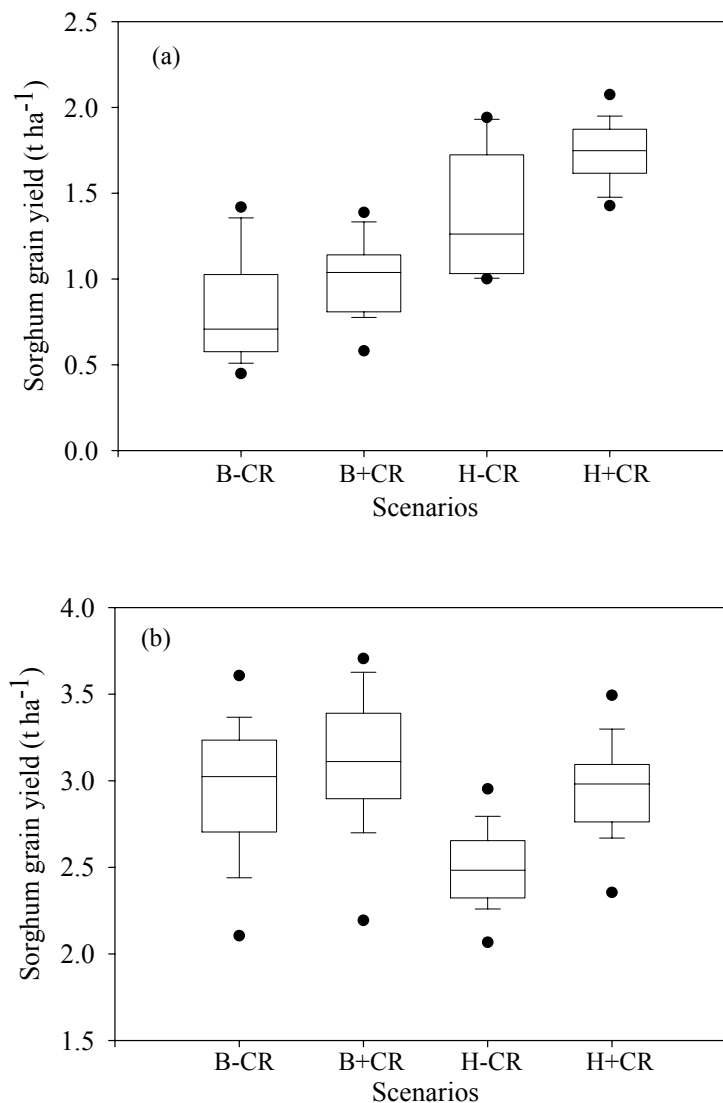 (a)
Sorghum grain yield (t ha⁻¹)
2.5
2.0
1.5
1.0
0.5
0.0
B-CR B+CR H-CR H+CR
Scenarios
(b)
Sorghum grain yield (t ha⁻¹)
4.0
3.5
3.0
2.5
2.0
1.5
B-CR B+CR H-CR H+CR
Scenarios